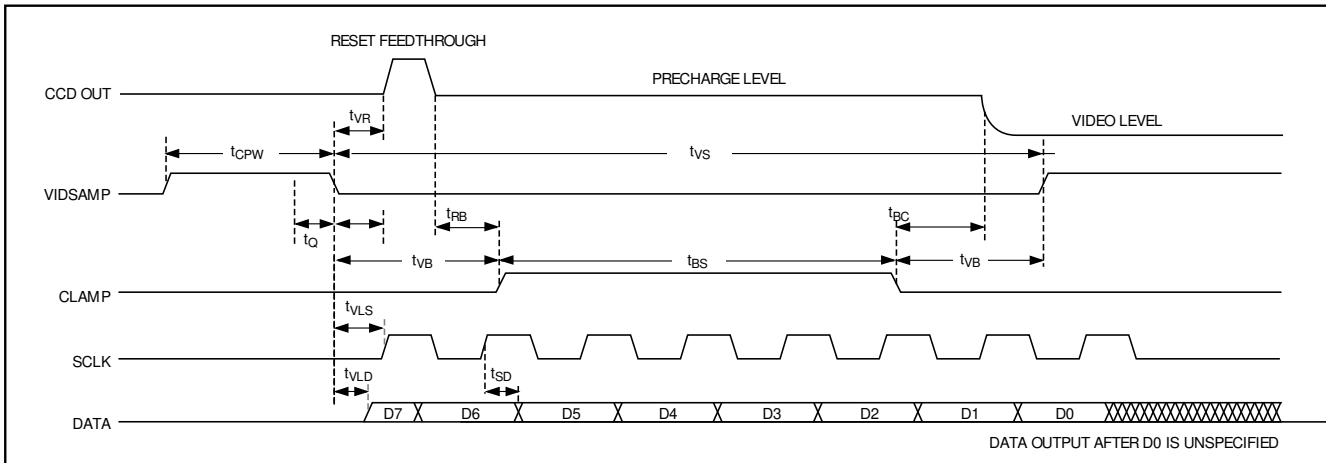 RESET FEEDTHROUGH
CCD OUT
PRECHARGE LEVEL
tVR
VIDEO LEVEL
tCPW
tVS
VIDSAMP
tRB
tBC
tQ
tVB
tBS
tVB
CLAMP
tVLS
SCLK
tVLD
tSD
DATA
D7
D6
D5
D4
D3
D2
D1
D0
DATA OUTPUT AFTER D0 IS UNSPECIFIED